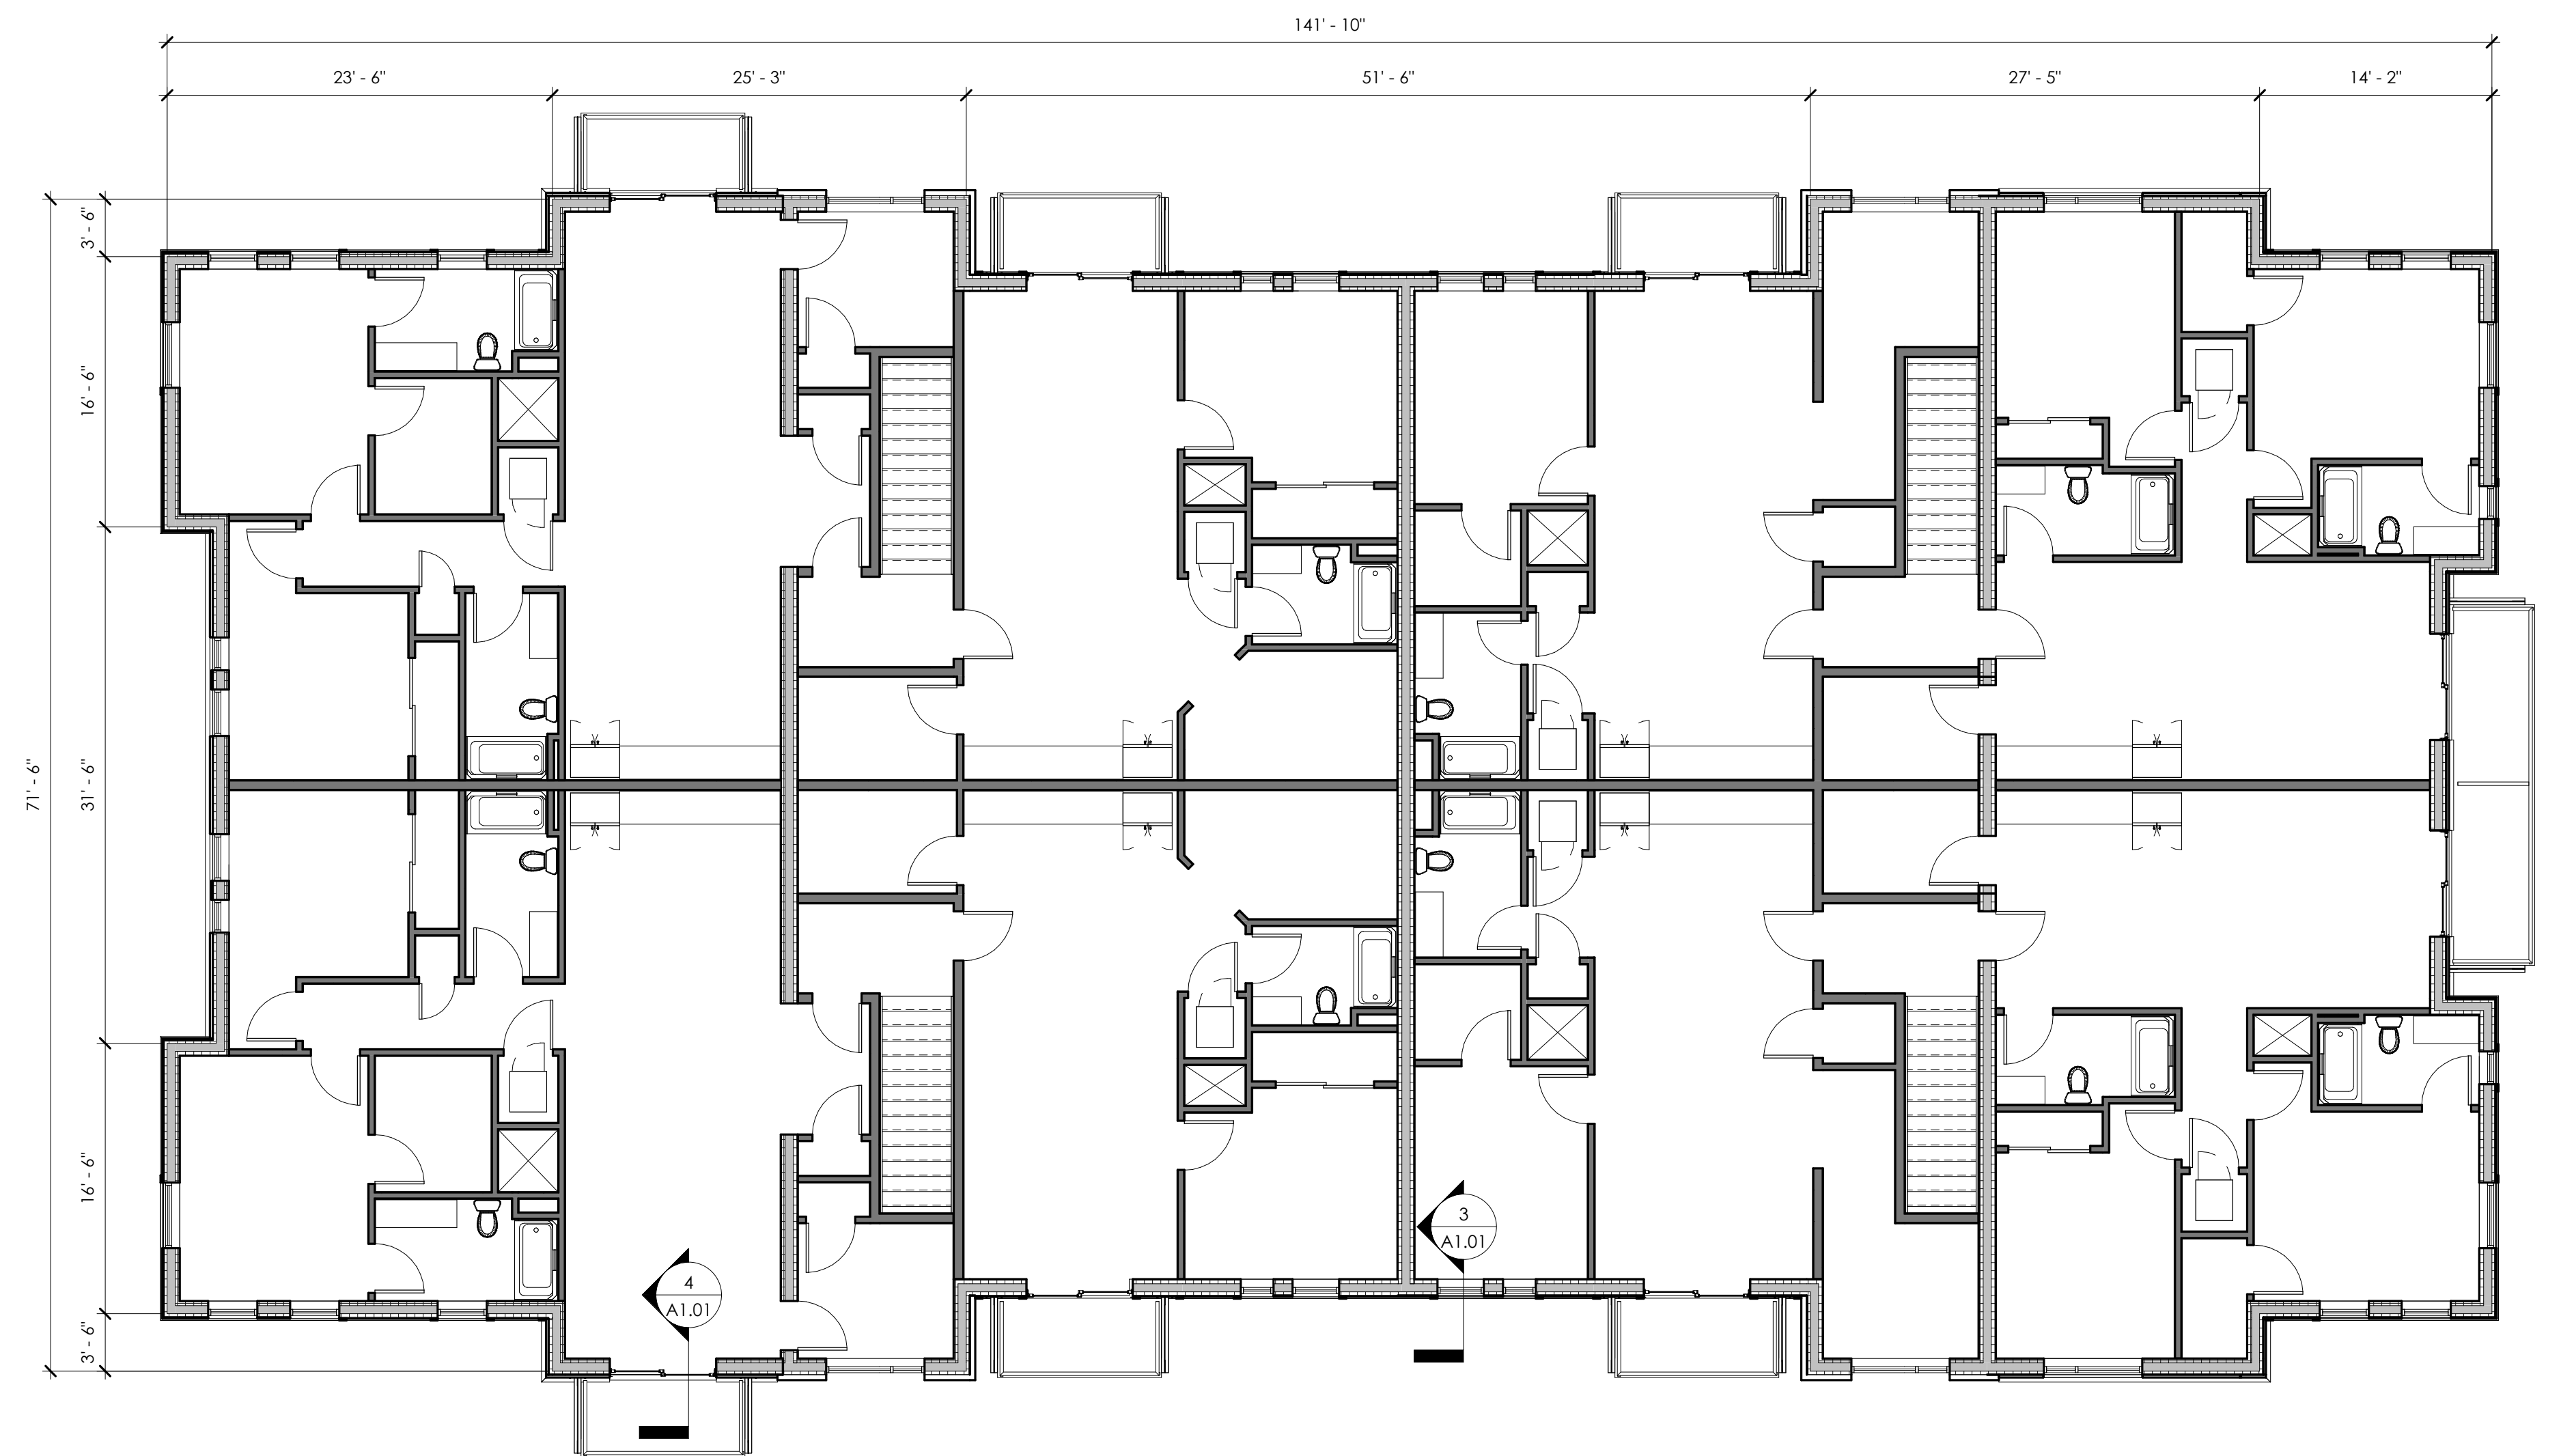 141' - 10"
23' - 6"
25' - 3"
51' - 6"
27' - 5"
14' - 2"
3' - 6"
16' - 6"
31' - 6"
71' - 6"
16' - 6"
3' - 6"
3
A1.01
4
A1.01